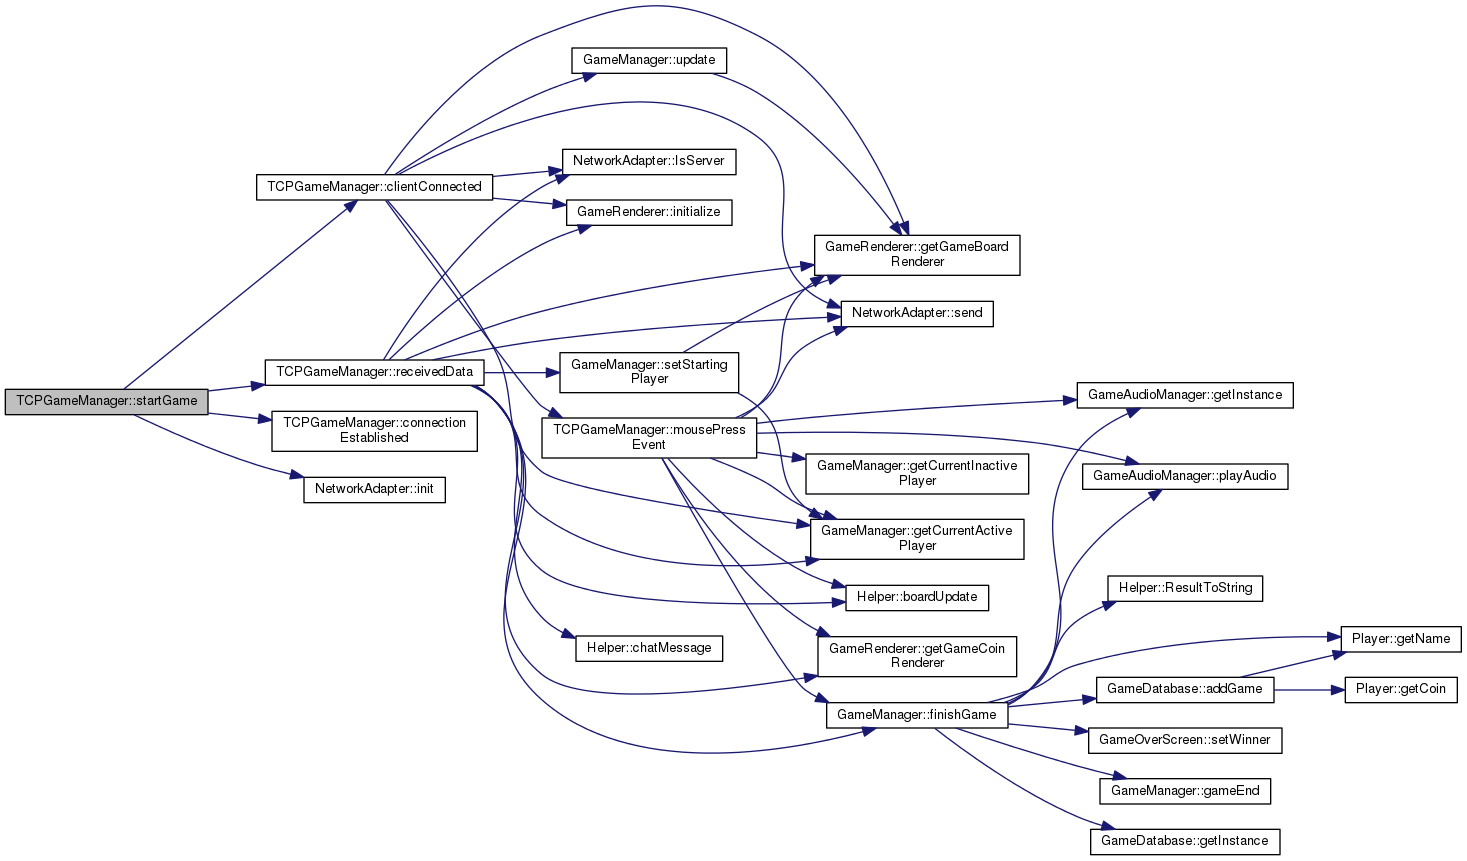 TCPGameManager::startGame
TCPGameManager::clientConnected
TCPGameManager::receivedData
TCPGameManager::connection
Established
NetworkAdapter::init
GameManager::update
NetworkAdapter::IsServer
GameRenderer::initialize
GameManager::setStarting
Player
TCPGameManager::mousePress
Event
Helper::chatMessage
GameRenderer::getGameBoard
Renderer
NetworkAdapter::send
GameManager::getCurrentInactive
Player
GameManager::getCurrentActive
Player
Helper::boardUpdate
GameRenderer::getGameCoin
Renderer
GameManager::finishGame
GameAudioManager::getInstance
GameAudioManager::playAudio
Helper::ResultToString
GameDatabase::addGame
GameOverScreen::setWinner
GameManager::gameEnd
GameDatabase::getInstance
Player::getName
Player::getCoin